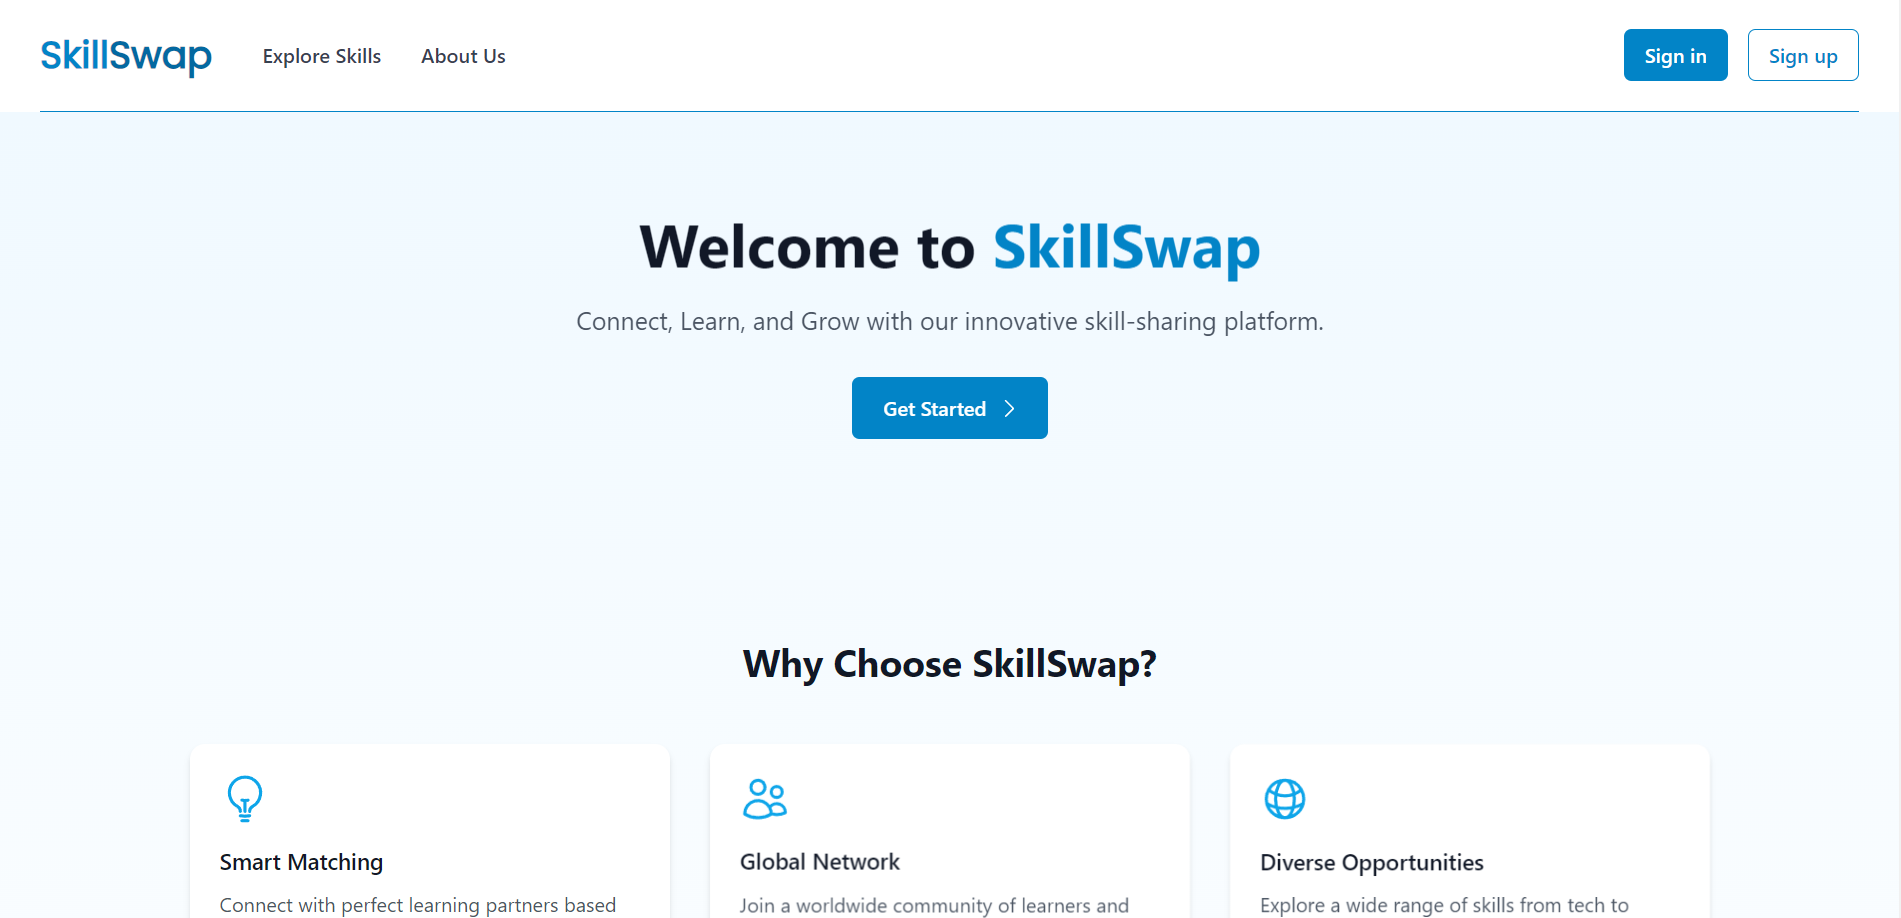 SkillSwap Explore Skills About Us Sign in Sign up
Welcome to SkillSwap
Connect, Learn, and Grow with our innovative skill-sharing platform.
Get Started
Why Choose SkillSwap?
Smart Matching
Connect with perfect learning partners based
Global Network
Join a worldwide community of learners and
Diverse Opportunities
Explore a wide range of skills from tech to